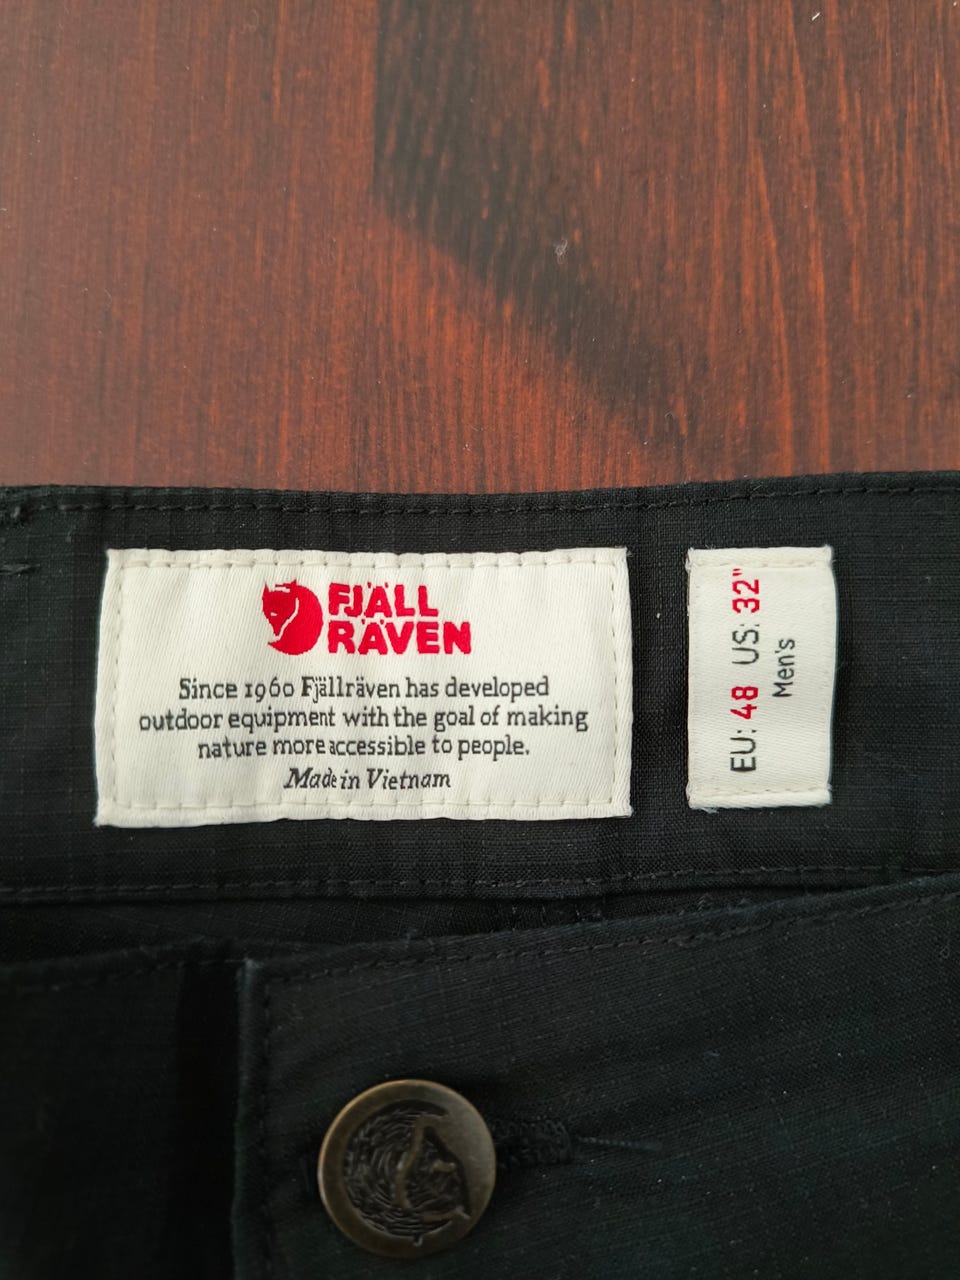 FJÄLL
RÄVEN
Since 1960 Fjällräven has developed
outdoor equipment with the goal of making
nature more accessible to people.
Made in Vietnam
EU: 48 US: 32"
Men's